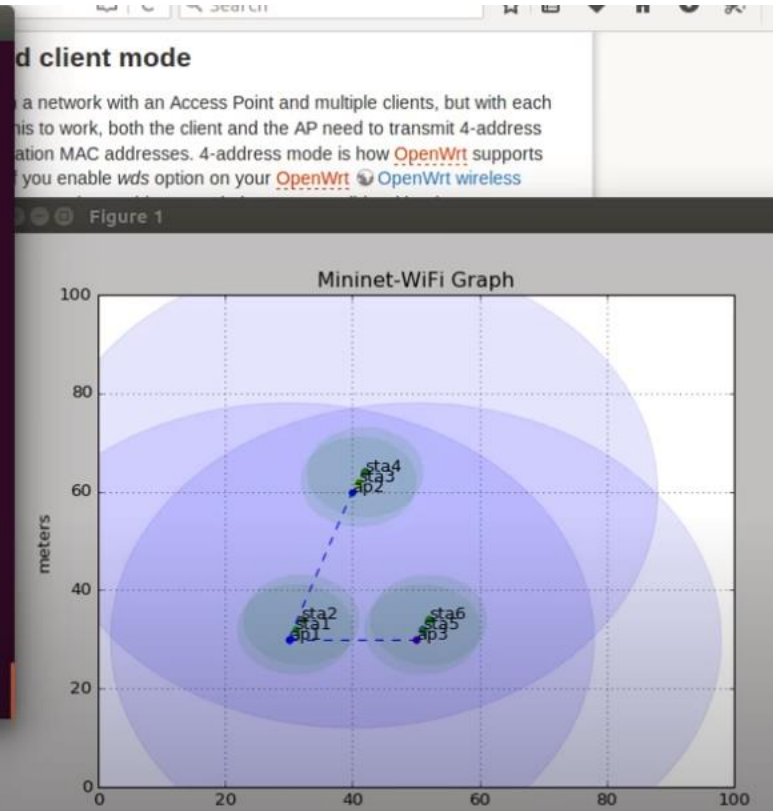 Search
d client mode
a network with an Access Point and multiple clients, but with each
his to work, both the client and the AP need to transmit 4-address
ation MAC addresses. 4-address mode is how OpenWrt supports
you enable wds option on your OpenWrt OpenWrt wireless
Figure 1
Mininet-WiFi Graph
100
80
60
40
20
0
meters
sta4
sta3
ap2
sta2
sta1
ap1
sta6
sta5
ap3
0 20 40 60 80 100